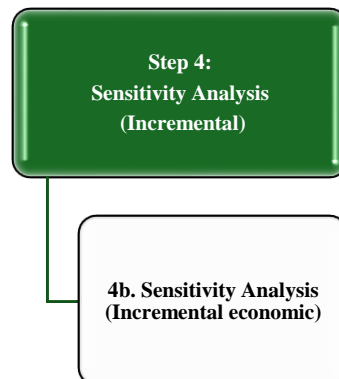 Step 4:
Sensitivity Analysis
(Incremental)
4b. Sensitivity Analysis
(Incremental economic)